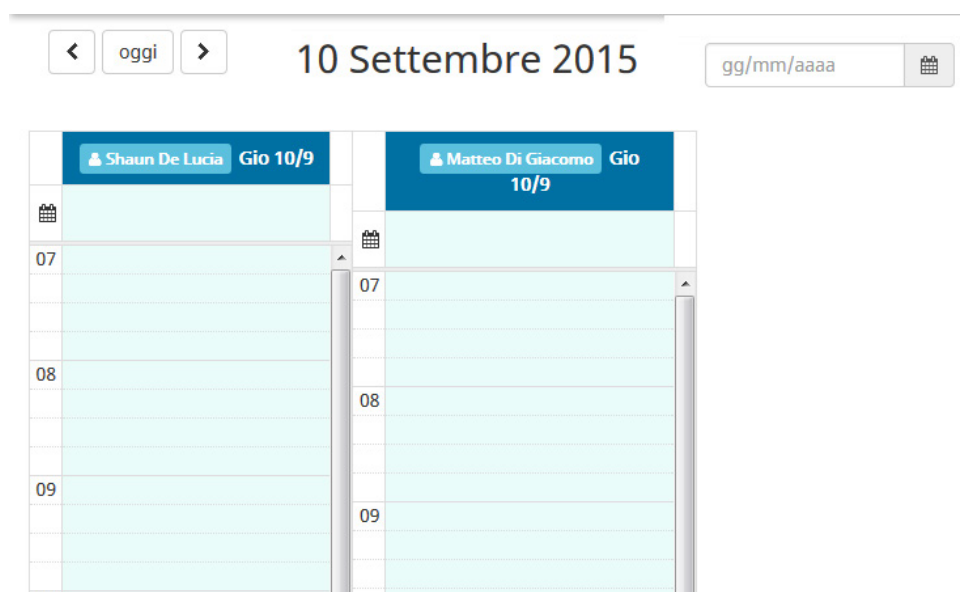 oggi
10 Settembre 2015
gg/mm/aaaa
Shaun De Lucia Gio 10/9
07
08
09
Matteo Di Giacomo Gio
10/9
07
08
09